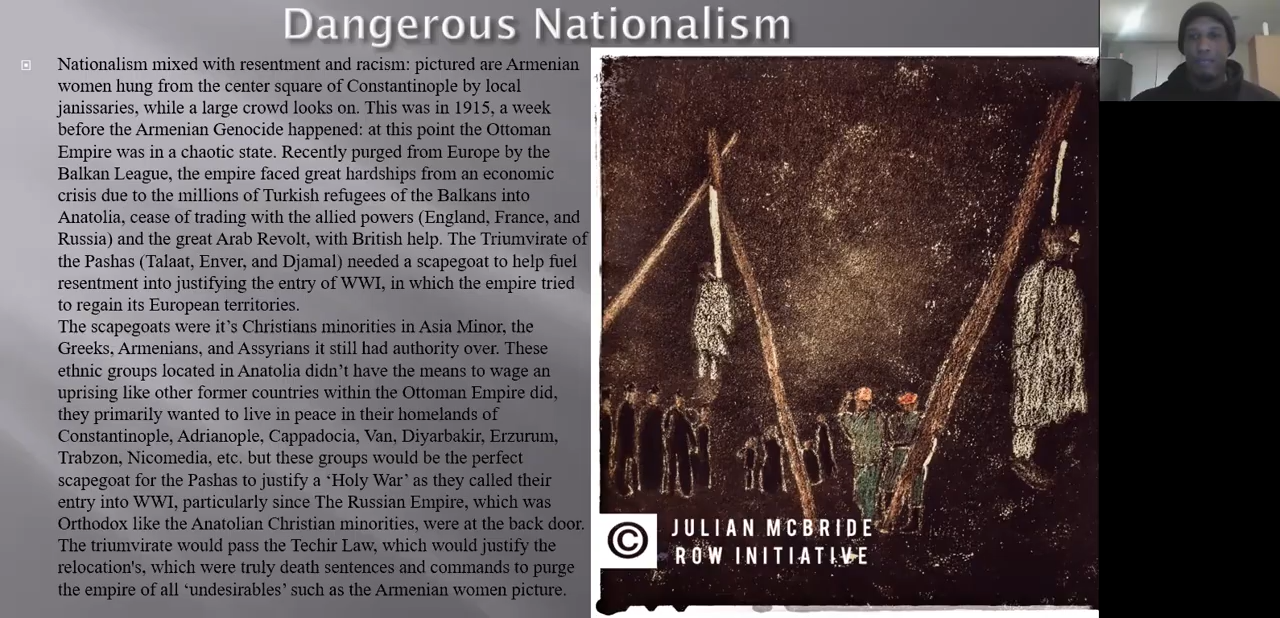 Dangerous Nationalism
Nationalism mixed with resentment and racism: pictured are Armenian
women hung from the center square of Constantinople by local
janissaries, while a large crowd looks on. This was in 1915, a week
before the Armenian Genocide happened: at this point the Ottoman
Empire was in a chaotic state. Recently purged from Europe by the
Balkan League, the empire faced great hardships from an economic
crisis due to the millions of Turkish refugees of the Balkans into
Anatolia, cease of trading with the allied powers (England, France, and
Russia) and the great Arab Revolt, with British help. The Triumvirate of
the Pashas (Talaat, Enver, and Djamal) needed a scapegoat to help fuel
resentment into justifying the entry of WWI, in which the empire tried
to regain its European territories.
The scapegoats were it's Christians minorities in Asia Minor, the
Greeks, Armenians, and Assyrians it still had authority over. These
ethnic groups located in Anatolia didn't have the means to wage an
uprising like other former countries within the Ottoman Empire did,
they primarily wanted to live in peace in their homelands of
Constantinople, Adrianople, Cappadocia, Van, Diyarbakir, Erzurum,
Trabzon, Nicomedia, etc. but these groups would be the perfect
scapegoat for the Pashas to justify a 'Holy War' as they called their
entry into WWI, particularly since The Russian Empire, which was
Orthodox like the Anatolian Christian minorities, were at the back door.
The triumvirate would pass the Techir Law, which would justify the
relocation's, which were truly death sentences and commands to purge
the empire of all 'undesirables' such as the Armenian women picture.
© JULIAN MCBRIDE
ROW INITIATIVE